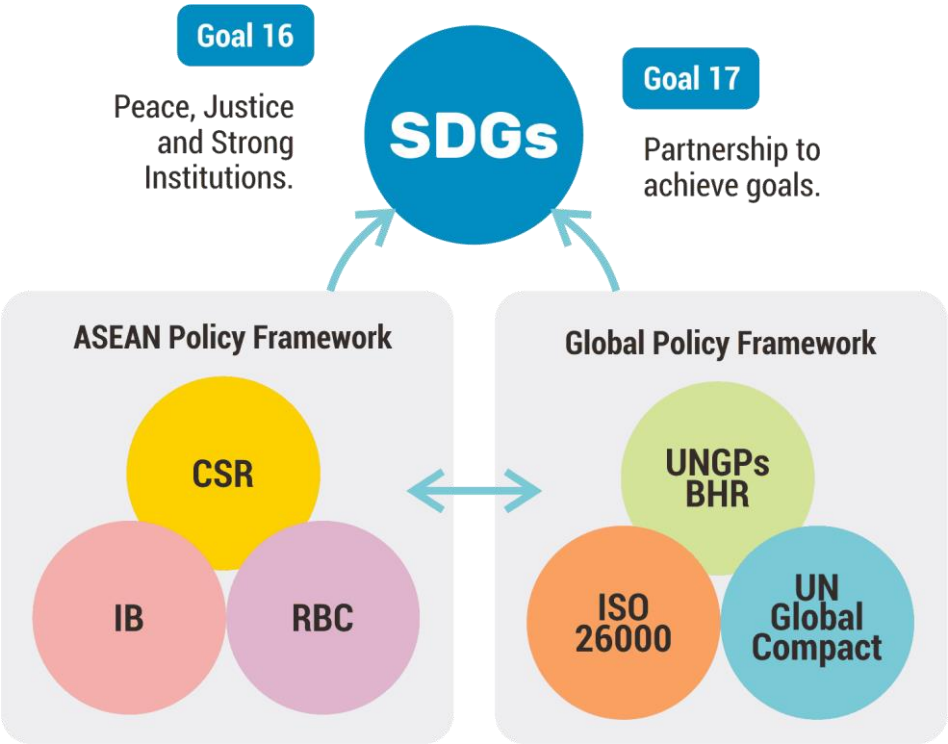 Goal 16
Peace, Justice
and Strong
Institutions.
SDGs
Goal 17
Partnership to
achieve goals.
ASEAN Policy Framework
CSR
IB
RBC
Global Policy Framework
UNGPs
BHR
ISO
26000
UN
Global
Compact